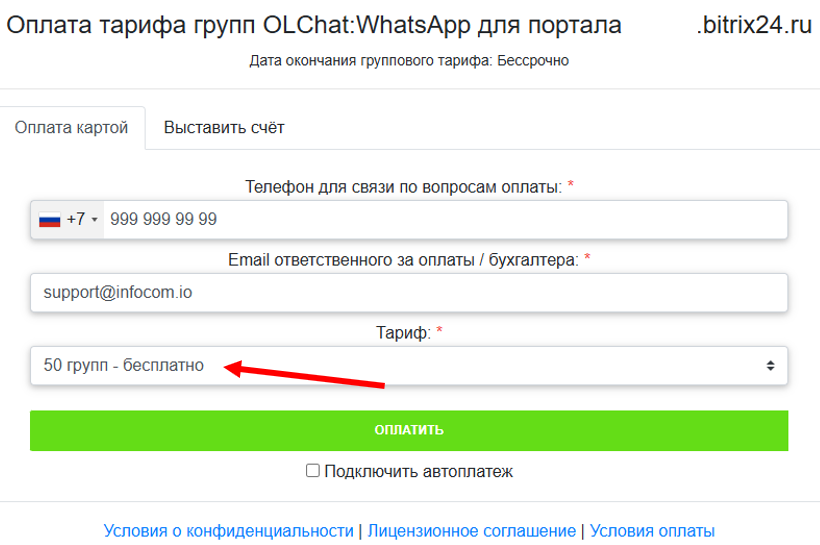 Оплата тарифа групп OLChat:WhatsApp для портала .bitrix24.ru
Дата окончания группового тарифа: Бессрочно
Оплата картой Выставить счёт
Телефон для связи по вопросам оплаты: *
+7 999 999 99 99
Email ответственного за оплаты / бухгалтера: *
support@infocom.io
Тариф: *
50 групп - бесплатно
ОПЛАТИТЬ
Подключить автоплатеж
Условия о конфиденциальности | Лицензионное соглашение | Условия оплаты